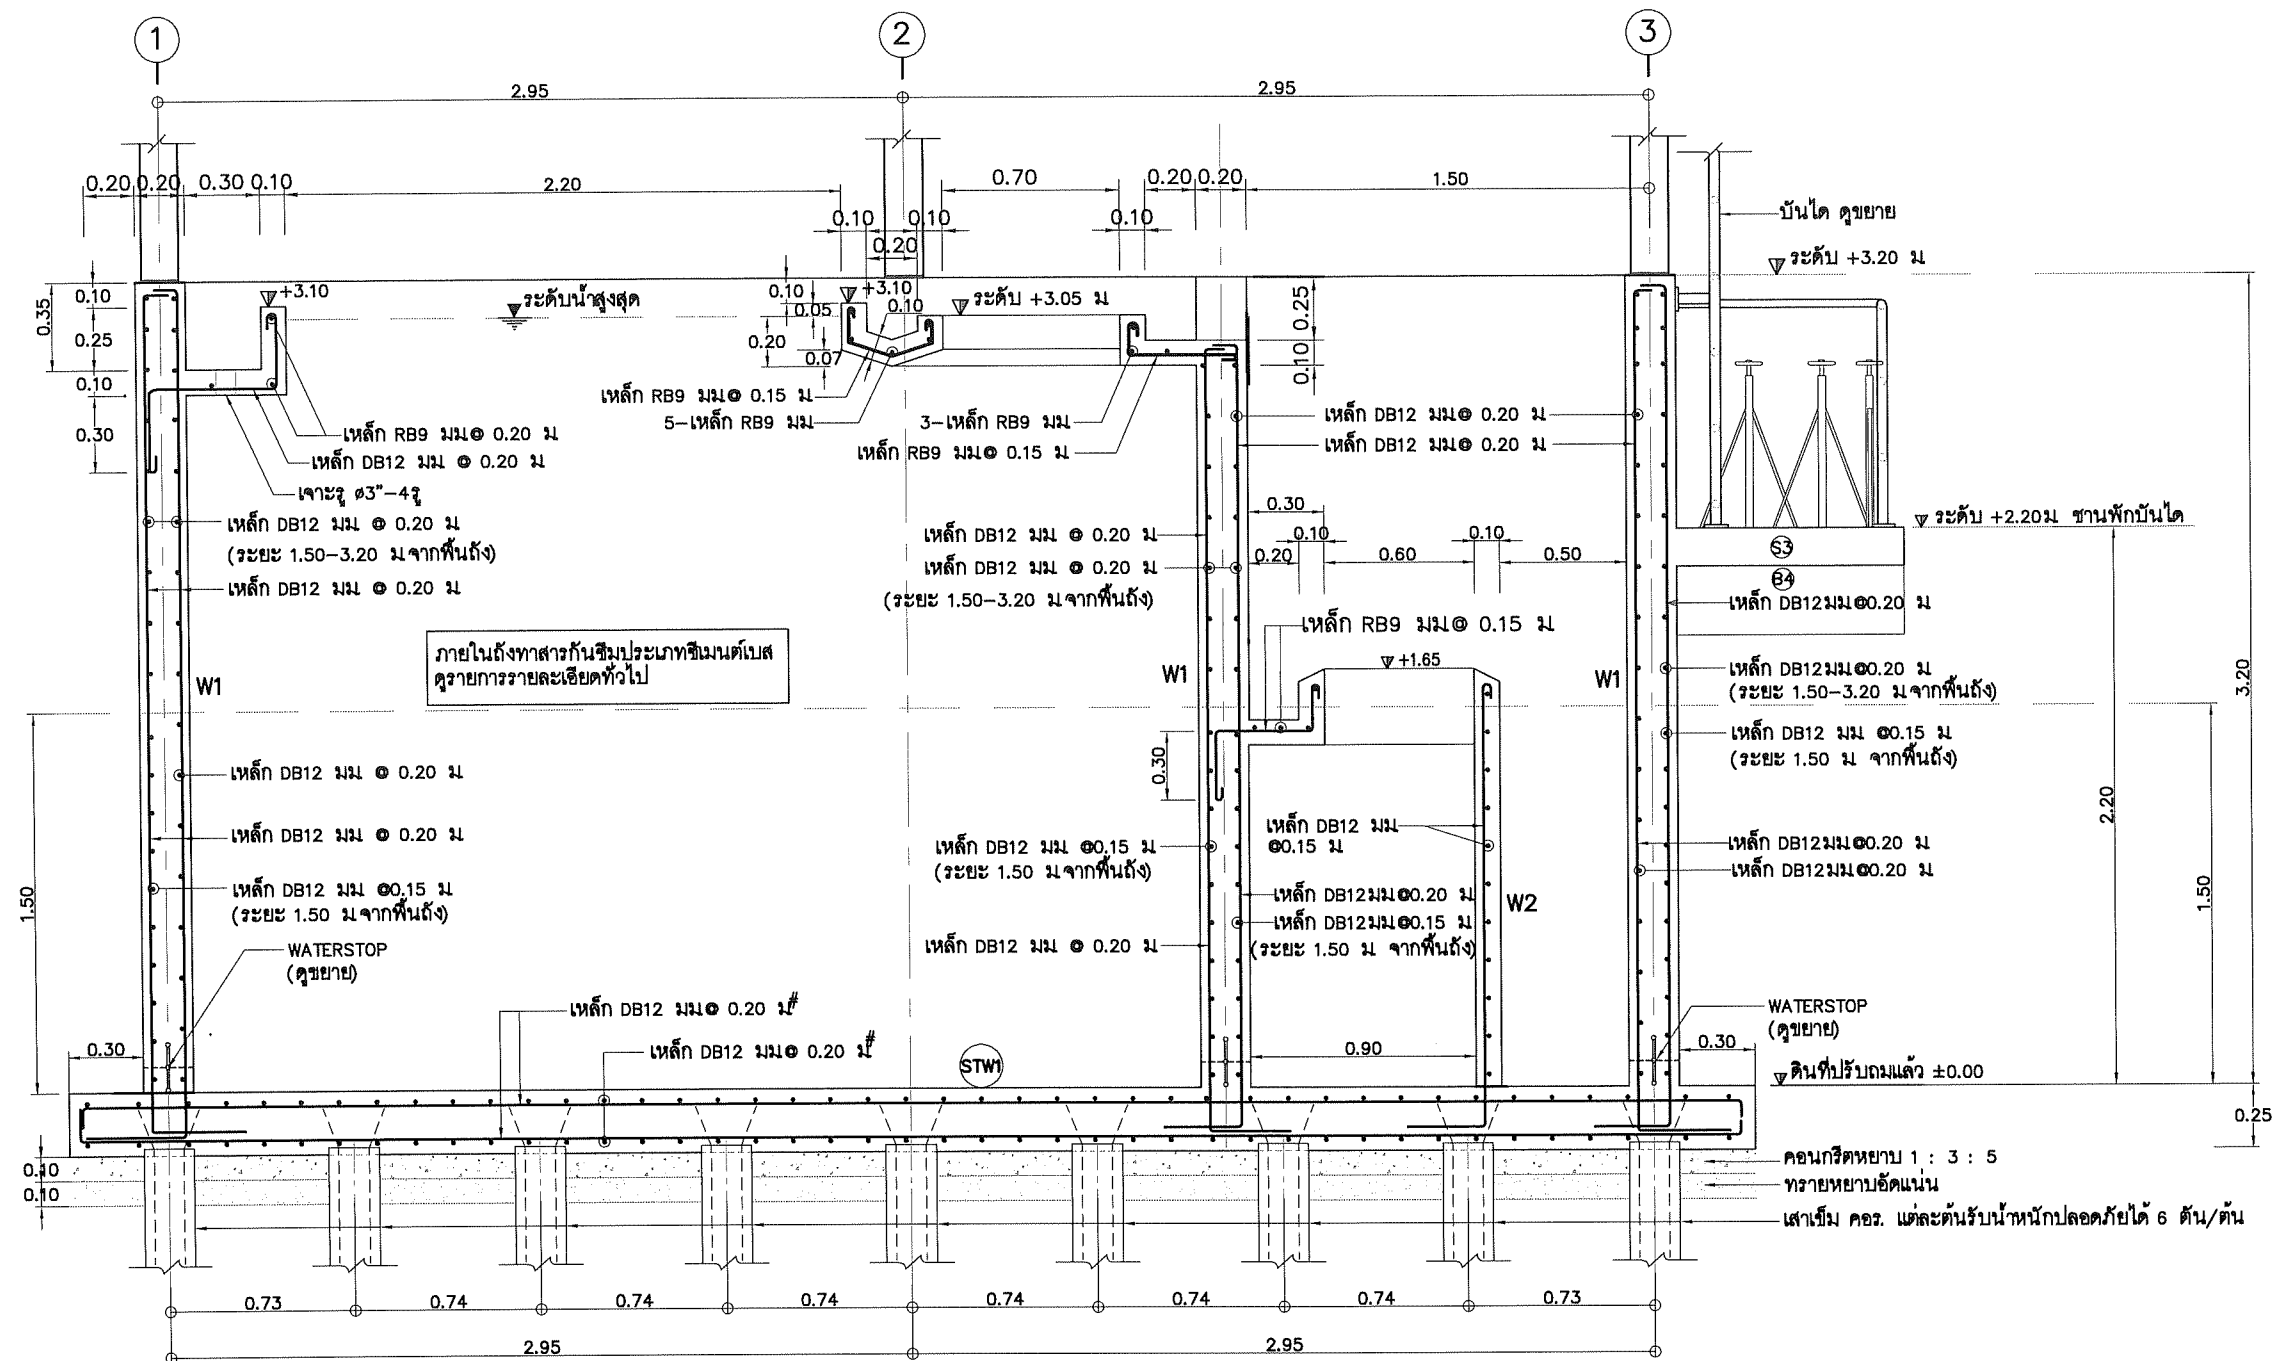 1
2
3
2.95
2.95
0.20
0.20
0.30
0.10
2.20
0.70
0.20
0.20
1.50
0.10
0.10
0.10
0.20
บันได ดูขยาย
ระดับ +3.20 ม
+3.10
ระดับน้ำสูงสุด
+3.10
ระดับ +3.05 ม
0.35
0.10
0.25
0.10
0.30
0.10
0.05
0.20
0.07
0.10
0.25
0.10
เหล็ก RB9 มม@ 0.15 ม
5-เหล็ก RB9 มม
3-เหล็ก RB9 มม
เหล็ก RB9 มม@ 0.15 ม
เหล็ก RB9 มม@ 0.20 ม
เหล็ก DB12 มม @ 0.20 ม
เจาะรู ø3"-4รู
เหล็ก DB12 มม@ 0.20 ม
เหล็ก DB12 มม@ 0.20 ม
เหล็ก DB12 มม @ 0.20 ม
(ระยะ 1.50-3.20 ม จากพื้นถัง)
เหล็ก DB12 มม @ 0.20 ม
เหล็ก DB12 มม @ 0.20 ม
เหล็ก DB12 มม @ 0.20 ม
(ระยะ 1.50-3.20 ม จากพื้นถัง)
0.30
0.10
0.10
0.20
0.60
0.50
ระดับ +2.20ม ชานพักบันได
S3
B4
เหล็ก DB12มม@0.20 ม
เหล็ก RB9 มม@ 0.15 ม
ภายในถังทาสารกันซึมประเภทซีเมนต์เบส
ดูรายการรายละเอียดทั่วไป
W1
W1
W1
+1.65
เหล็ก DB12มม@0.20 ม
(ระยะ 1.50-3.20 ม จากพื้นถัง)
เหล็ก DB12 มม @0.15 ม
(ระยะ 1.50 ม จากพื้นถัง)
3.20
2.20
1.50
1.50
0.30
เหล็ก DB12 มม @ 0.20 ม
เหล็ก DB12 มม @ 0.20 ม
เหล็ก DB12 มม @0.15 ม
(ระยะ 1.50 ม จากพื้นถัง)
WATERSTOP
(ดูขยาย)
เหล็ก DB12 มม @0.15 ม
(ระยะ 1.50 ม จากพื้นถัง)
เหล็ก DB12 มม @ 0.20 ม
เหล็ก DB12 มม
@0.15 ม
เหล็ก DB12มม@0.20 ม
เหล็ก DB12มม@0.15 ม
(ระยะ 1.50 ม จากพื้นถัง)
W2
เหล็ก DB12มม@0.20 ม
เหล็ก DB12มม@0.20 ม
WATERSTOP
(ดูขยาย)
เหล็ก DB12 มม@ 0.20 ม#
เหล็ก DB12 มม@ 0.20 ม#
STW1
0.30
0.90
0.30
ดินที่ปรับถมแล้ว ±0.00
0.25
0.10
0.10
คอนกรีตหยาบ 1 : 3 : 5
ทรายหยาบอัดแน่น
เสาเข็ม คอร. แต่ละต้นรับน้ำหนักปลอดภัยได้ 6 ตัน/ต้น
0.73
0.74
0.74
0.74
0.74
0.74
0.74
0.73
2.95
2.95